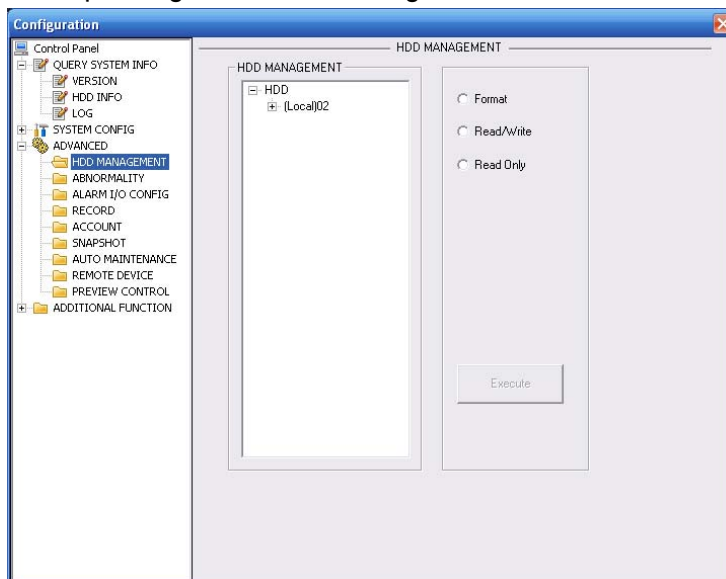 Configuration
Control Panel
QUERY SYSTEM INFO
VERSION
HDD INFO
LOG
SYSTEM CONFIG
ADVANCED
HDD MANAGEMENT
ABNORMALITY
ALARM I/O CONFIG
RECORD
ACCOUNT
SNAPSHOT
AUTO MAINTENANCE
REMOTE DEVICE
PREVIEW CONTROL
ADDITIONAL FUNCTION
HDD MANAGEMENT
HDD MANAGEMENT
HDD
(Local)02
Format
Read/Write
Read Only
Execute